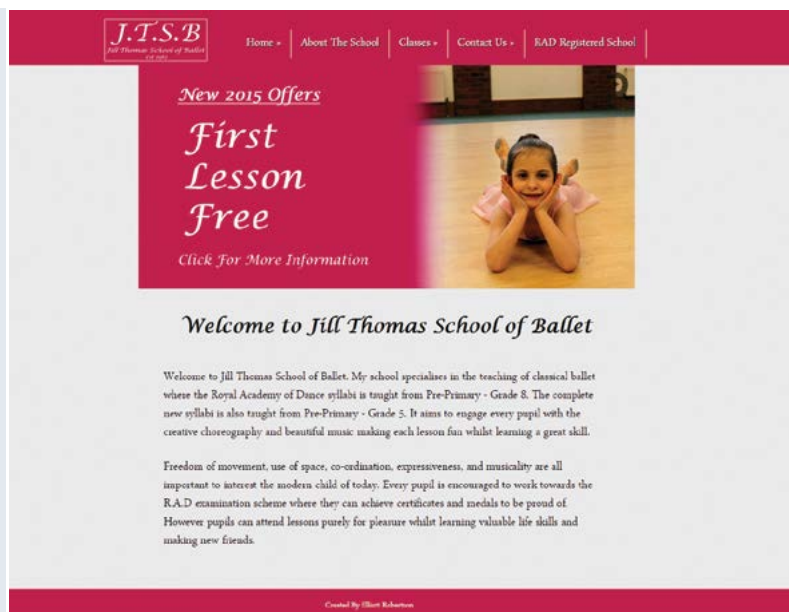 J.T.S.B
Jill Thomas School of Ballet
Home » About The School Classes » Contact Us » RAD Registered School
New 2015 Offers
First
Lesson
Free
Click For More Information
Welcome to Jill Thomas School of Ballet
Welcome to Jill Thomas School of Ballet. My school specialises in the teaching of classical ballet
where the Royal Academy of Dance syllabi is taught from Pre-Primary - Grade 8. The complete
new syllabi is also taught from Pre-Primary - Grade 5. It aims to engage every pupil with the
creative choreography and beautiful music making each lesson fun whilst learning a great skill.
Freedom of movement, use of space, co-ordination, expressiveness, and musicality are all
important to interest the modern child of today. Every pupil is encouraged to work towards the
R.A.D examination scheme where they can achieve certificates and medals to be proud of.
However pupils can attend lessons purely for pleasure whilst learning valuable life skills and
making new friends.
Created By Elliott Robertson